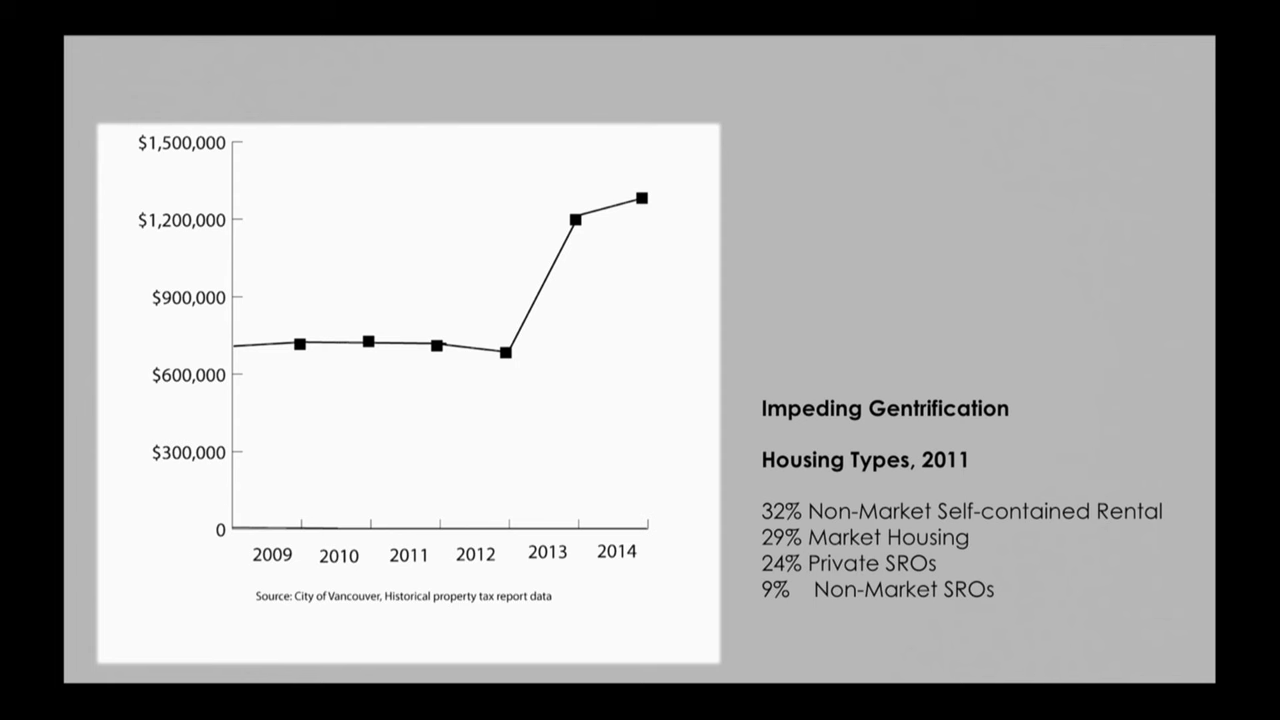 $1,500,000
$1,200,000
$900,000
$600,000
$300,000
0
2009 2010 2011 2012 2013 2014
Source: City of Vancouver, Historical property tax report data
Impeding Gentrification
Housing Types, 2011
32% Non-Market Self-contained Rental
29% Market Housing
24% Private SROs
9% Non-Market SROs